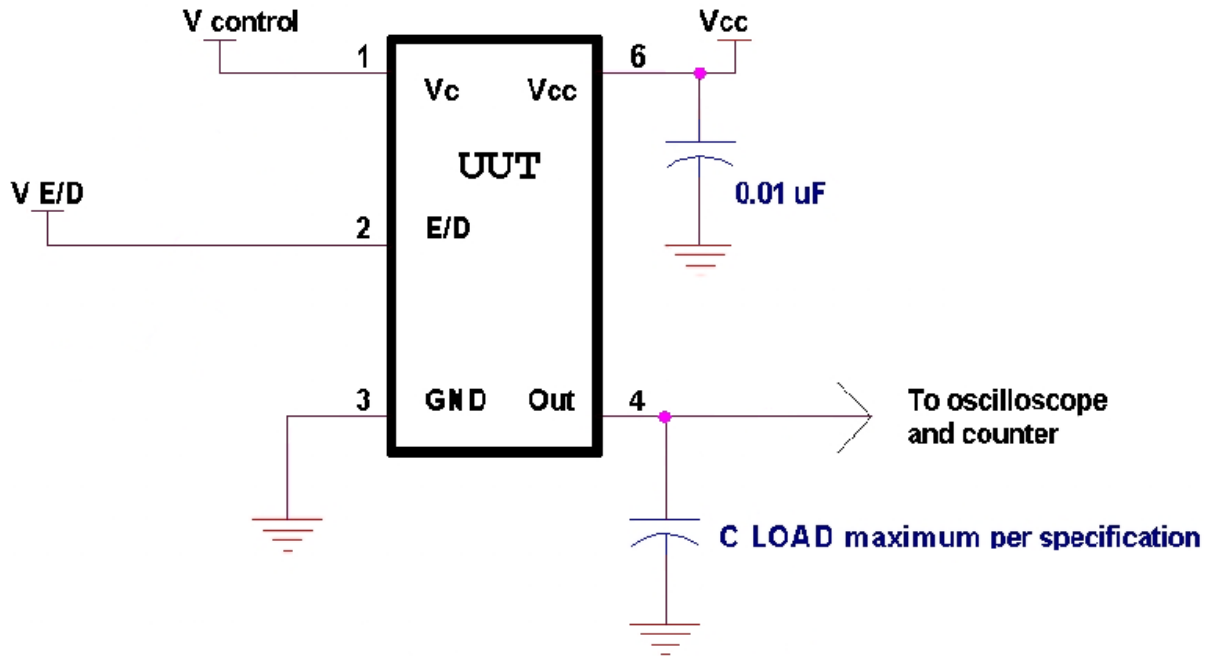 V control
Vcc
1
6
Vc
Vcc
UUT
V E/D
0.01 uF
2
E/D
3
GND
Out
4
To oscilloscope
and counter
C LOAD maximum per specification